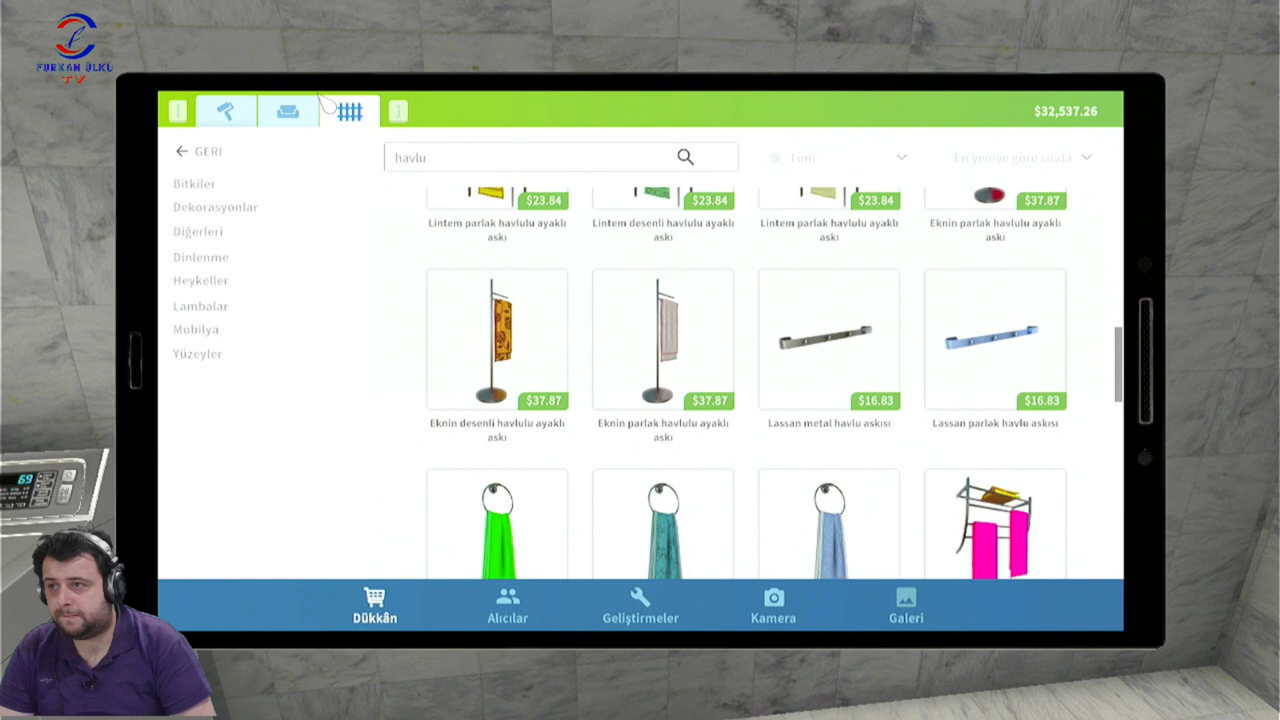 FURKAN ÜLKÜ
TV
$32,537.26
GERİ
havlu
Tüm
En yeniye göre sırala
Bitkiler
Dekorasyonlar
Diğerleri
Dinlenme
Heykeller
Lambalar
Mobilya
Yüzeyler
$23.84
$23.84
$23.84
$37.87
Lintem parlak havlulu ayaklı
askı
Lintem desenli havlulu ayaklı
askı
Lintem parlak havlulu ayaklı
askı
Eknin parlak havlulu ayaklı
askı
$37.87
$37.87
$16.83
$16.83
Eknin desenli havlulu ayaklı
askı
Eknin parlak havlulu ayaklı
askı
Lassan metal havlu askısı
Lassan parlak havlu askısı
69
Dükkân
Alıcılar
Geliştirmeler
Kamera
Galeri